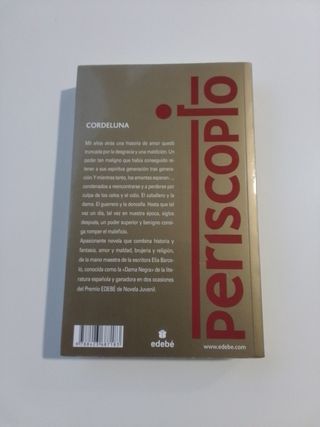 CORDELUNA
Mil años atrás una historia de amor quedó
truncada por la desgracia y una maldición. Un
poder tan maligno que había conseguido re-
tener a sus espíritus generación tras genera-
ción. Y mientras tanto, los amantes esperan...
condenados a reencontrarse y a perderse por
culpa de los celos y el odio. El caballero y la
dama. El guerrero y la doncella. Hasta que tal
vez un día, tal vez en nuestra época, siglos
después, un poder superior y benigno consi-
ga romper el maleficio.
Apasionante novela que combina historia y
fantasía, amor y maldad, brujería y religión,
de la mano maestra de la escritora Elia Barce-
ló, conocida como la «Dama Negra» de la lite-
ratura española y ganadora en dos ocasiones
del Premio EDEBÉ de Novela Juvenil.
edebé
www.edebe.com
periscopio